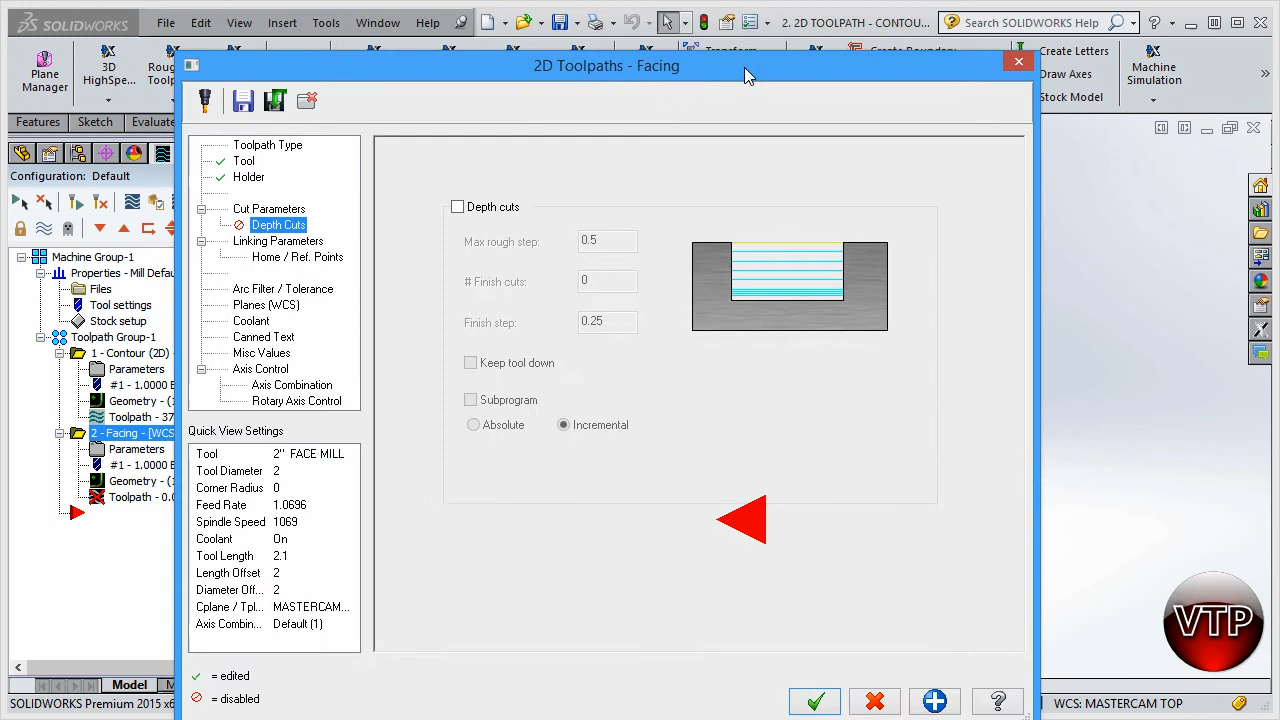 SOLIDWORKS File Edit View Insert Tools Window Help 2. 2D TOOLPATH - CONTOU... Search SOLIDWORKS Help
Plane
Manager
3D
HighSpe...
Create Letters
Draw Axes
Stock Model
Machine
Simulation
2D Toolpaths - Facing
Features Sketch Evaluate
Configuration: Default
Machine Group-1
Properties - Mill Defau
Files
Tool settings
Stock setup
Toolpath Group-1
1 - Contour (2D) -
Parameters
#1 - 1.0000
Geometry - (
Toolpath - 37
2 - Facing - [WCS
Parameters
#1 - 1.0000
Geometry - (
Toolpath - 0.0
Toolpath Type
Tool
Holder
Cut Parameters
Depth Cuts
Linking Parameters
Home / Ref. Points
Arc Filter / Tolerance
Planes (WCS)
Coolant
Canned Text
Misc Values
Axis Control
Axis Combination
Rotary Axis Control
Quick View Settings
Tool 2'' FACE MILL
Tool Diameter 2
Corner Radius 0
Feed Rate 1.0696
Spindle Speed 1069
Coolant On
Tool Length 2.1
Length Offset 2
Diameter Off... 2
Cplane / Tpl... MASTERCAM...
Axis Combin... Default (1)
= edited
= disabled
Depth cuts
Max rough step: 0.5
# Finish cuts: 0
Finish step: 0.25
Keep tool down
Subprogram
Absolute Incremental
VTP
Model
SOLIDWORKS Premium 2015 x6
WCS: MASTERCAM TOP